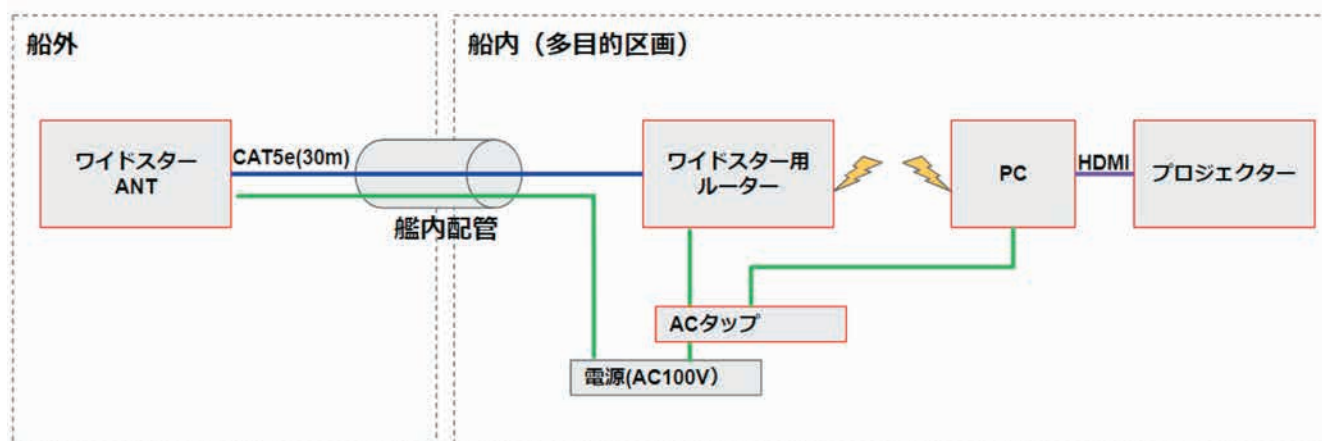 船外
船内（多目的区画）
ワイドスター
ANT
CAT5e(30m)
艦内配管
ワイドスター用
ルーター
PC
HDMI
プロジェクター
ACタップ
電源(AC100V）